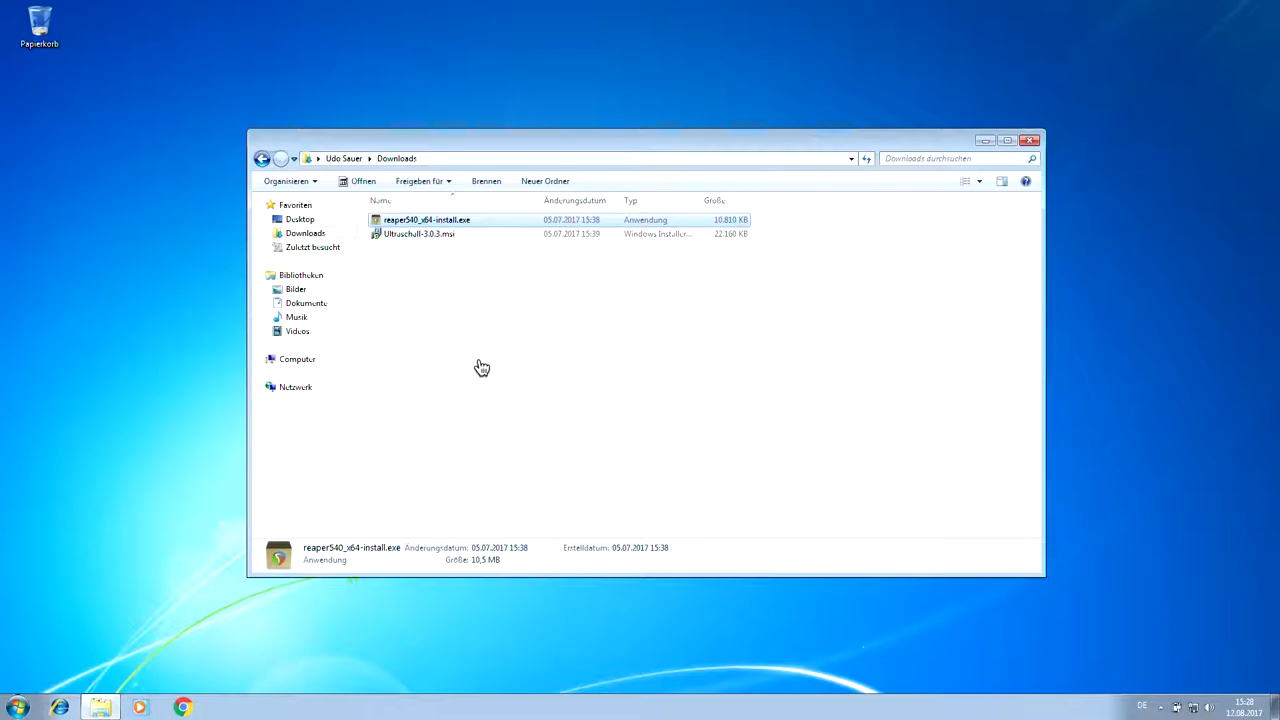 Papierkorb
Udo Sauer Downloads
Downloads durchsuchen
Organisieren Öffnen Freigeben für Brennen Neuer Ordner
Name Änderungsdatum Typ Größe
Favoriten
reaper540_x64-install.exe 05.07.2017 15:38 Anwendung 10.810 KB
Desktop
Ultraschall-3.0.3.msi 05.07.2017 15:39 Windows Installer... 22.160 KB
Downloads
Zuletzt besucht
Bibliotheken
Bilder
Dokumente
Musik
Videos
Computer
Netzwerk
reaper540_x64-install.exe Änderungsdatum: 05.07.2017 15:38 Erstelldatum: 05.07.2017 15:38
Anwendung Größe: 10,5 MB
DE
15:28
12.08.2017